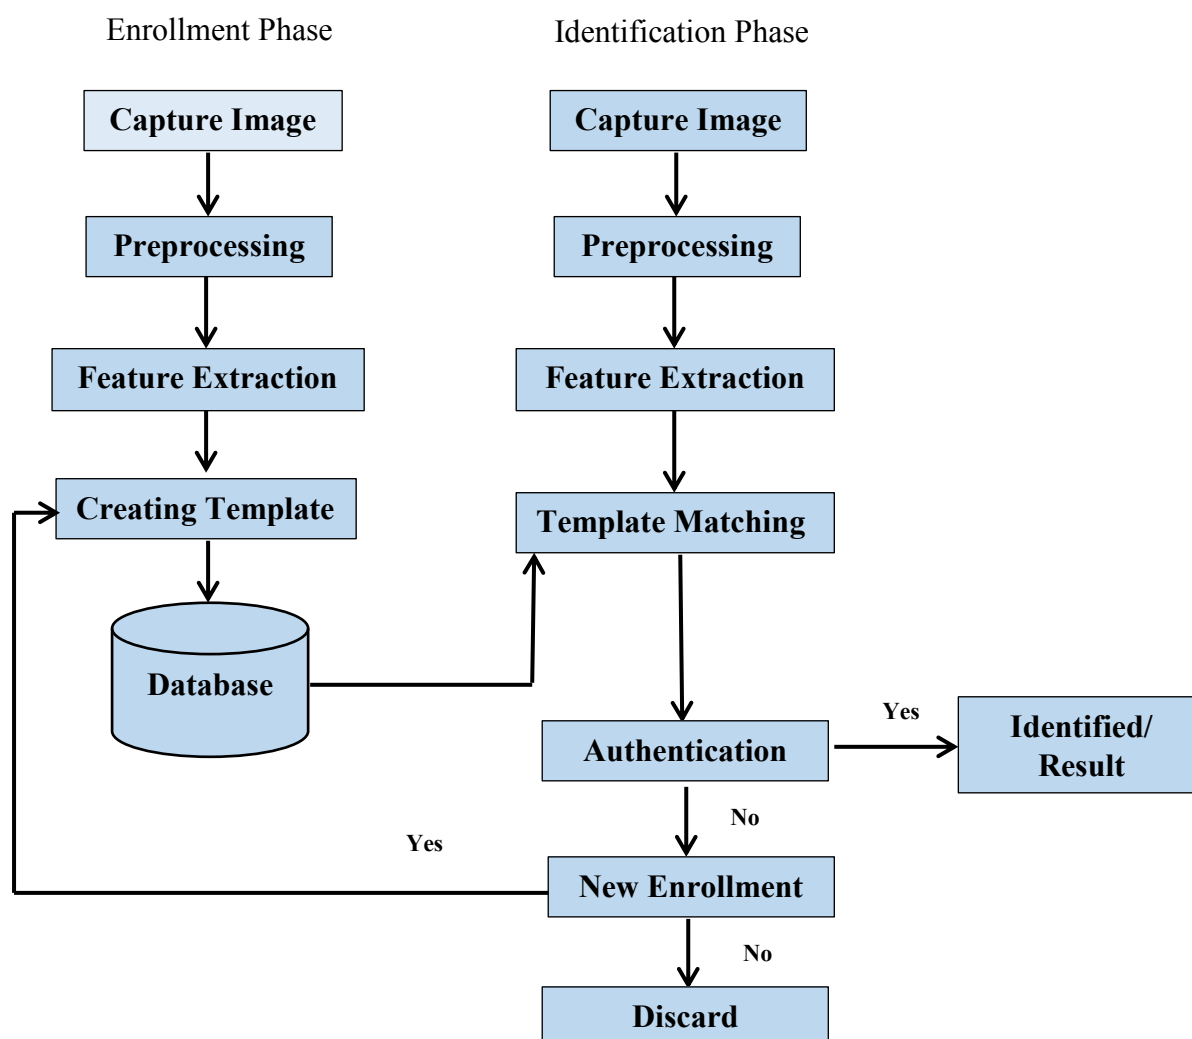 Enrollment Phase
Identification Phase
Capture Image
Capture Image
Preprocessing
Preprocessing
Feature Extraction
Feature Extraction
Creating Template
Template Matching
Database
Authentication
Yes
Identified/
Result
No
Yes
New Enrollment
No
Discard